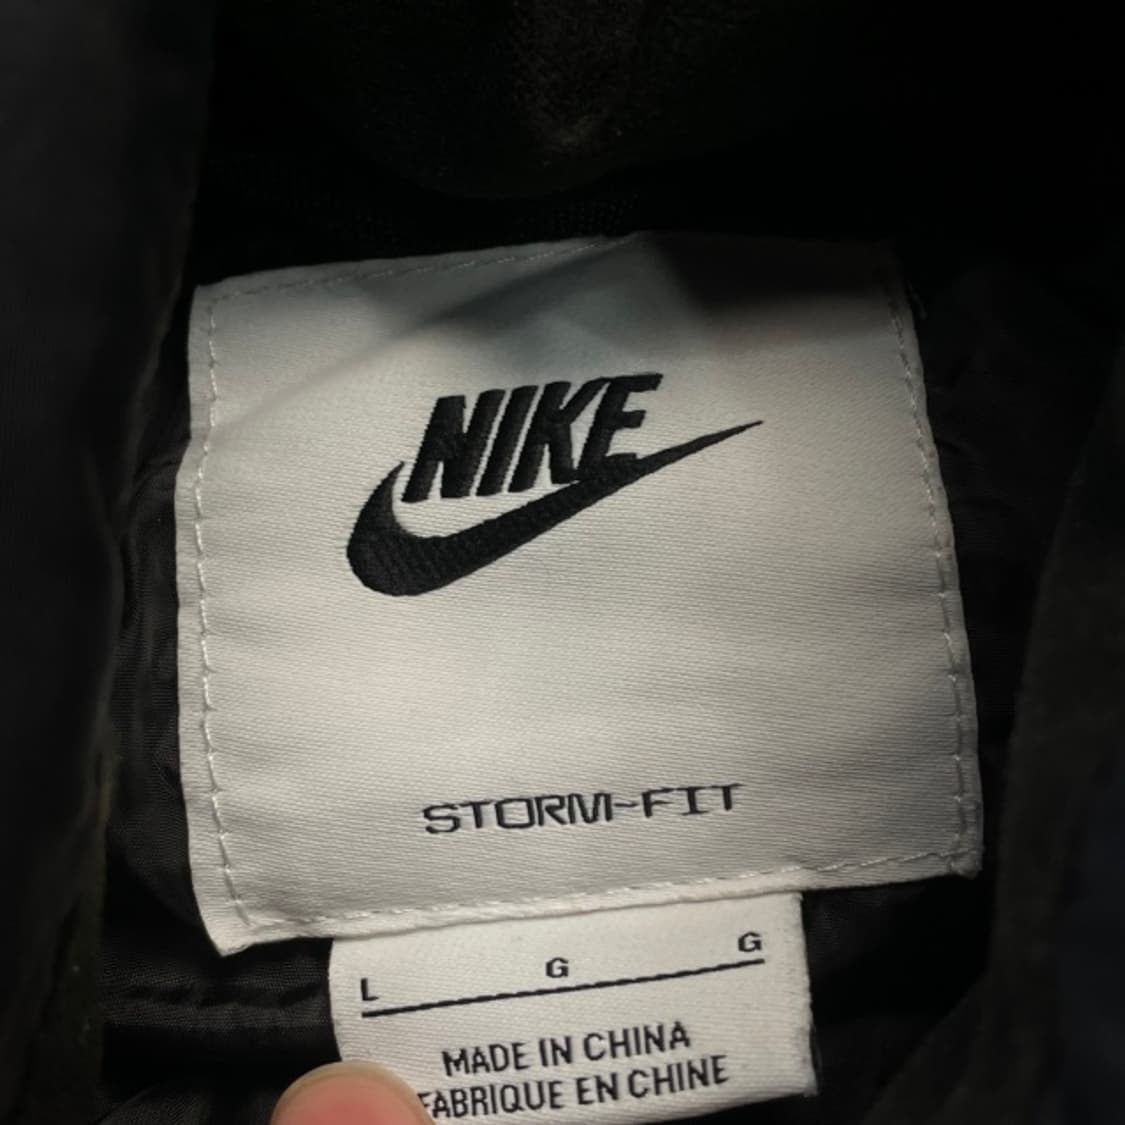 NIKE
STORM-FIT
L G G
MADE IN CHINA
FABRIQUE EN CHINE